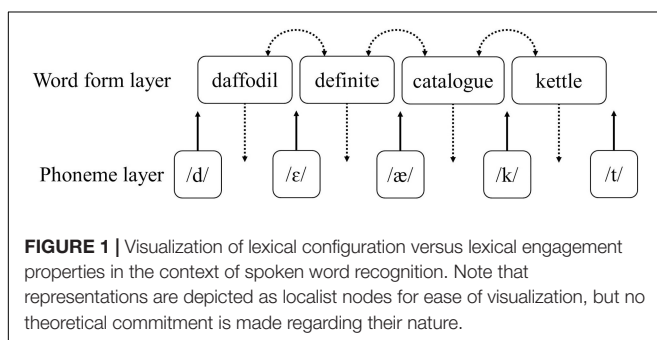 Word form layer daffodil definite catalogue kettle
Phoneme layer /d/ /ɛ/ /æ/ /k/ /t/
FIGURE 1 | Visualization of lexical configuration versus lexical engagement
properties in the context of spoken word recognition. Note that
representations are depicted as localist nodes for ease of visualization, but no
theoretical commitment is made regarding their nature.